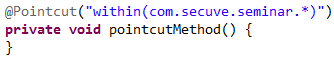 @Pointcut("within(com.secuve.seminar.*)")
private void pointcutMethod() {
}